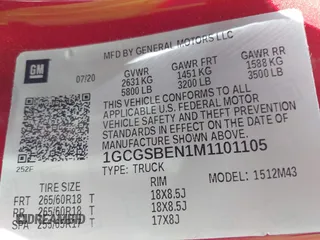 MFD BY GENERAL MOTORS LLC
GM
07/20
GVWR GAWR FRT GAWR RR
2631 KG 1451 KG 1588 KG
5800 LB 3200 LB 3500 LB
THIS VEHICLE CONFORMS TO ALL
APPLICABLE U.S. FEDERAL MOTOR
VEHICLE SAFETY AND THEFT
PREVENTION STANDARDS IN
EFFECT ON THE DATE OF
MANUFACTURE SHOWN ABOVE.
1GCGSBEN1M1101105
252F
TYPE: TRUCK
MODEL: 1512M43
TIRE SIZE RIM
FRT 265/60R18 T 18X8.5J
RR 265/60R18 T 18X8.5J
SPA 255/65R17 T 17X8J
DREAMBID